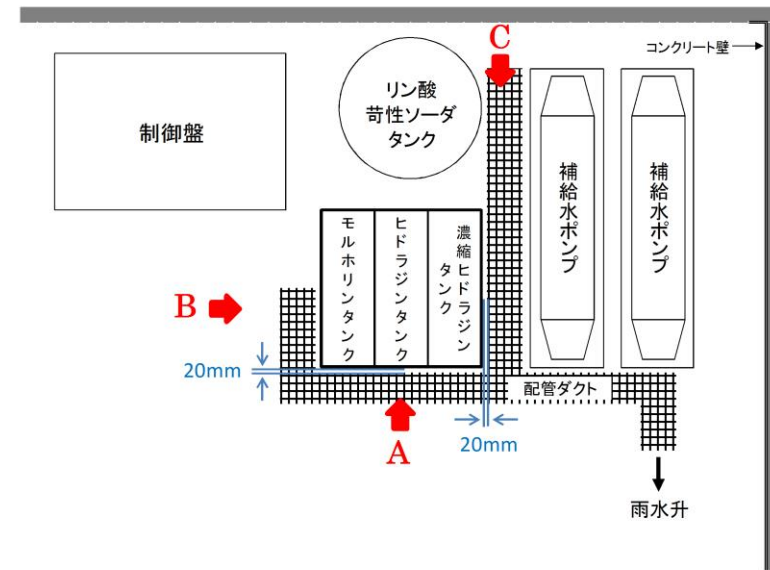 C
コンクリート壁
リン酸
苛性ソーダ
タンク
制御盤
補給水ポンプ
補給水ポンプ
モルホリンタンク
ヒドラジンタンク
濃縮ヒドラジン
タンク
B
20mm
配管ダクト
A
20mm
雨水升